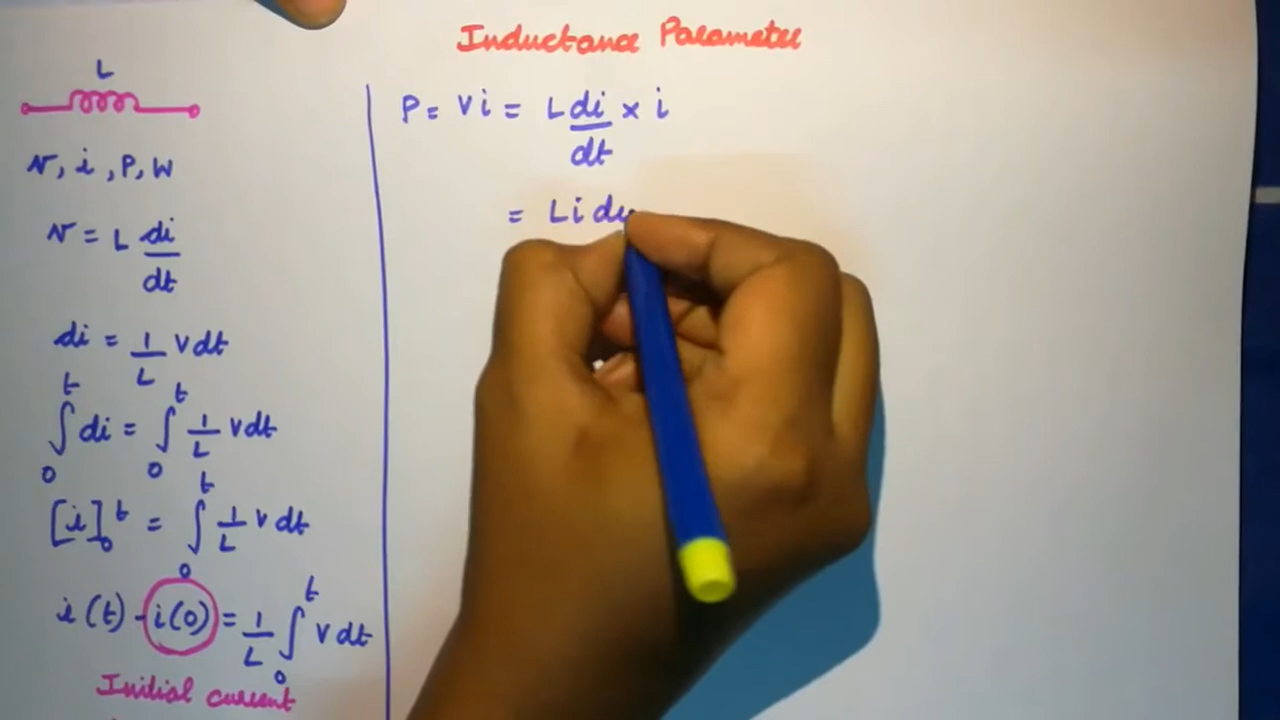 Inductance Parameter
L
v, i, P, W
v = L di/dt
di = 1/L v dt
∫₀ᵗ di = ∫₀ᵗ 1/L v dt
[i]₀ᵗ = ∫₀ᵗ 1/L v dt
i(t) - i(0) = 1/L ∫₀ᵗ v dt
Initial current
P = Vi = L di/dt × i
= L i di